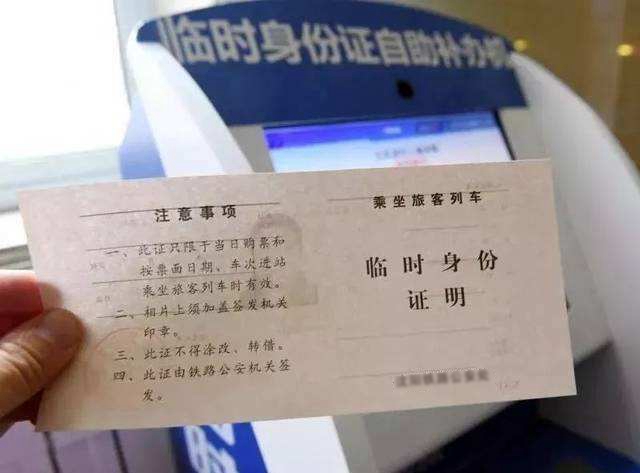 临时身份证自助补办机
注意事项
一、此证只限于当日购票和
按票面日期、车次进站
乘坐旅客列车时有效。
二、相片上须加盖签发机关
印章。
三、此证不得涂改、转借。
四、此证由铁路公安机关签
发。
乘坐旅客列车
临时身份
证明